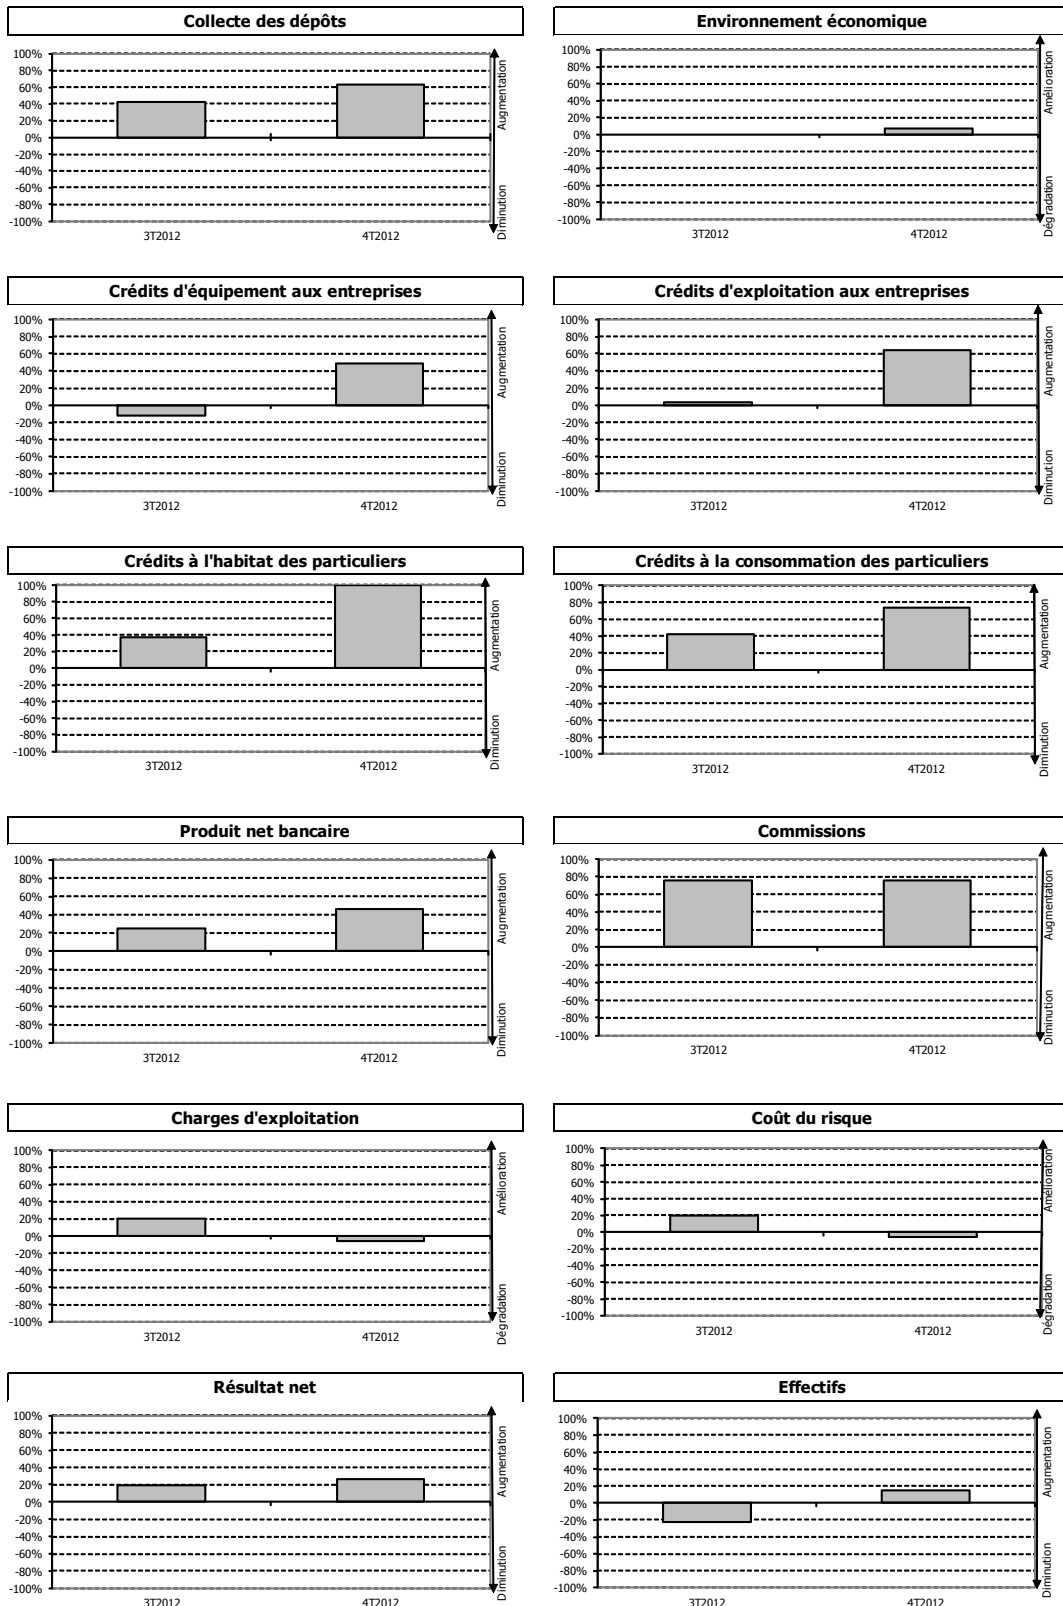 Collecte des dépôts
100%
80%
60%
40%
20%
0%
-20%
-40%
-60%
-80%
-100%
3T2012
4T2012
Augmentation
Diminution
Environnement économique
100%
80%
60%
40%
20%
0%
-20%
-40%
-60%
-80%
-100%
3T2012
4T2012
Amélioration
Dégradation
Crédits d'équipement aux entreprises
100%
80%
60%
40%
20%
0%
-20%
-40%
-60%
-80%
-100%
3T2012
4T2012
Augmentation
Diminution
Crédits d'exploitation aux entreprises
100%
80%
60%
40%
20%
0%
-20%
-40%
-60%
-80%
-100%
3T2012
4T2012
Augmentation
Diminution
Crédits à l'habitat des particuliers
100%
80%
60%
40%
20%
0%
-20%
-40%
-60%
-80%
-100%
3T2012
4T2012
Augmentation
Diminution
Crédits à la consommation des particuliers
100%
80%
60%
40%
20%
0%
-20%
-40%
-60%
-80%
-100%
3T2012
4T2012
Augmentation
Diminution
Produit net bancaire
100%
80%
60%
40%
20%
0%
-20%
-40%
-60%
-80%
-100%
3T2012
4T2012
Augmentation
Diminution
Commissions
100%
80%
60%
40%
20%
0%
-20%
-40%
-60%
-80%
-100%
3T2012
4T2012
Augmentation
Diminution
Charges d'exploitation
100%
80%
60%
40%
20%
0%
-20%
-40%
-60%
-80%
-100%
3T2012
4T2012
Amélioration
Dégradation
Coût du risque
100%
80%
60%
40%
20%
0%
-20%
-40%
-60%
-80%
-100%
3T2012
4T2012
Amélioration
Dégradation
Résultat net
100%
80%
60%
40%
20%
0%
-20%
-40%
-60%
-80%
-100%
3T2012
4T2012
Augmentation
Diminution
Effectifs
100%
80%
60%
40%
20%
0%
-20%
-40%
-60%
-80%
-100%
3T2012
4T2012
Augmentation
Diminution